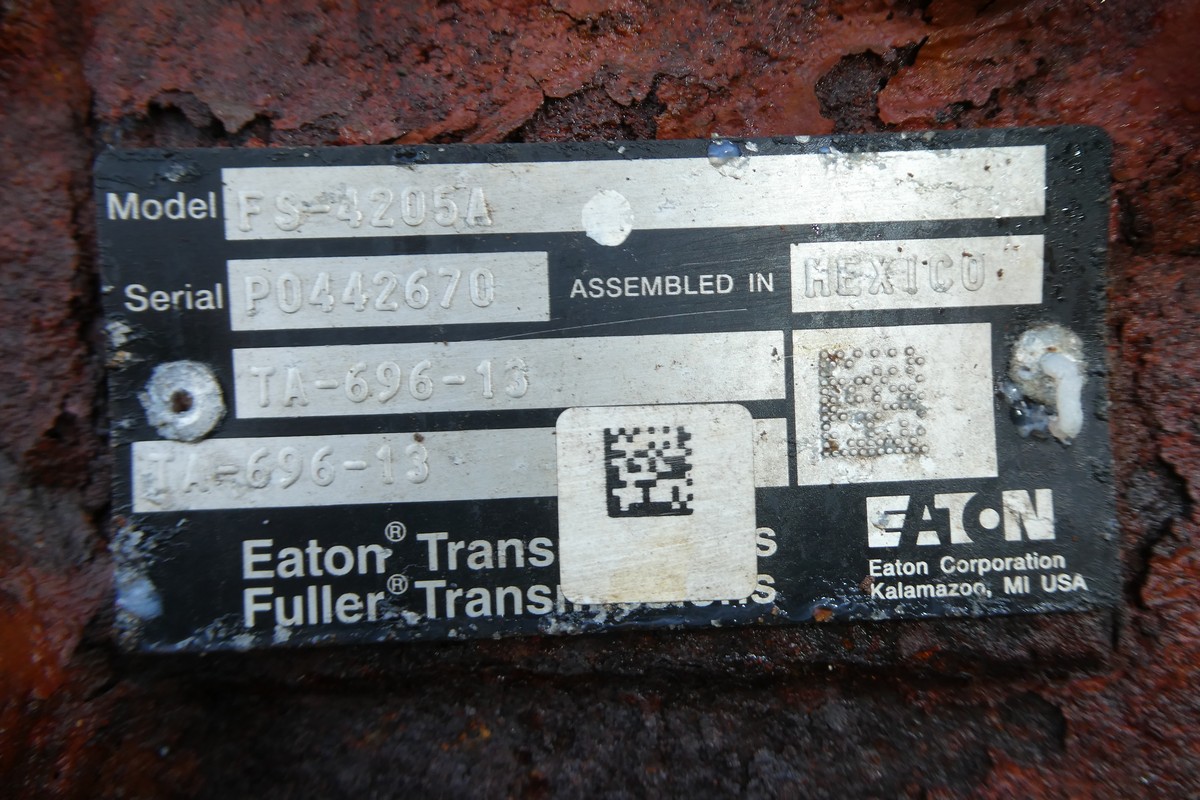 Model FS-4205A
Serial P0442670 ASSEMBLED IN MEXICO
TA-696-13
TA-696-13
EATON
Eaton® Trans s
Eaton Corporation
Fuller® Transmissions
Kalamazoo, MI USA